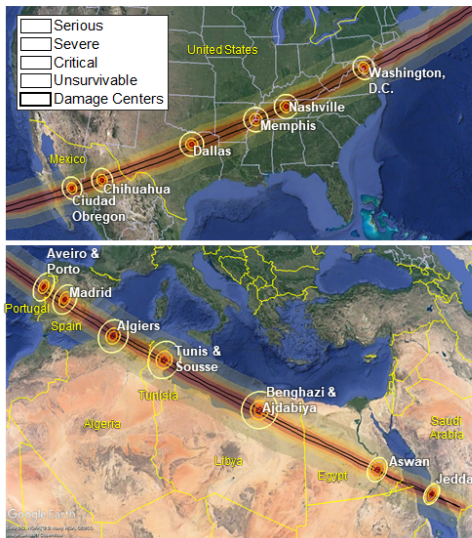 Serious
Severe
Critical
Unsurvivable
Damage Centers
United States
Washington,
D.C.
Nashville
Memphis
Dallas
Mexico
Chihuahua
Ciudad
Obregon
Aveiro &
Porto
Madrid
Portugal
Spain
Algiers
Tunis &
Sousse
Tunisia
Benghazi &
Ajdabiya
Algeria
Libya
Egypt
Saudi
Arabia
Aswan
Jedda
Google Earth